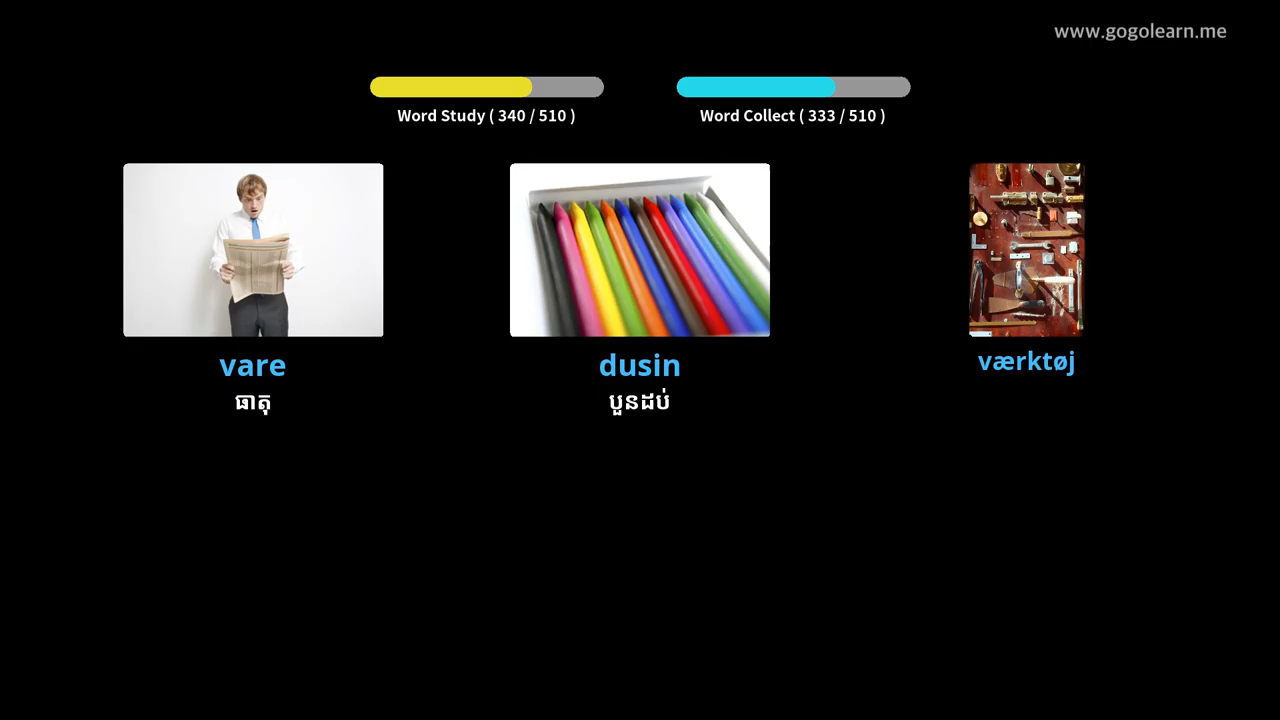 www.gogolearn.me
Word Study ( 340 / 510 )
Word Collect ( 333 / 510 )
vare
dusin
værktøj
ធាតុ
បួនដប់